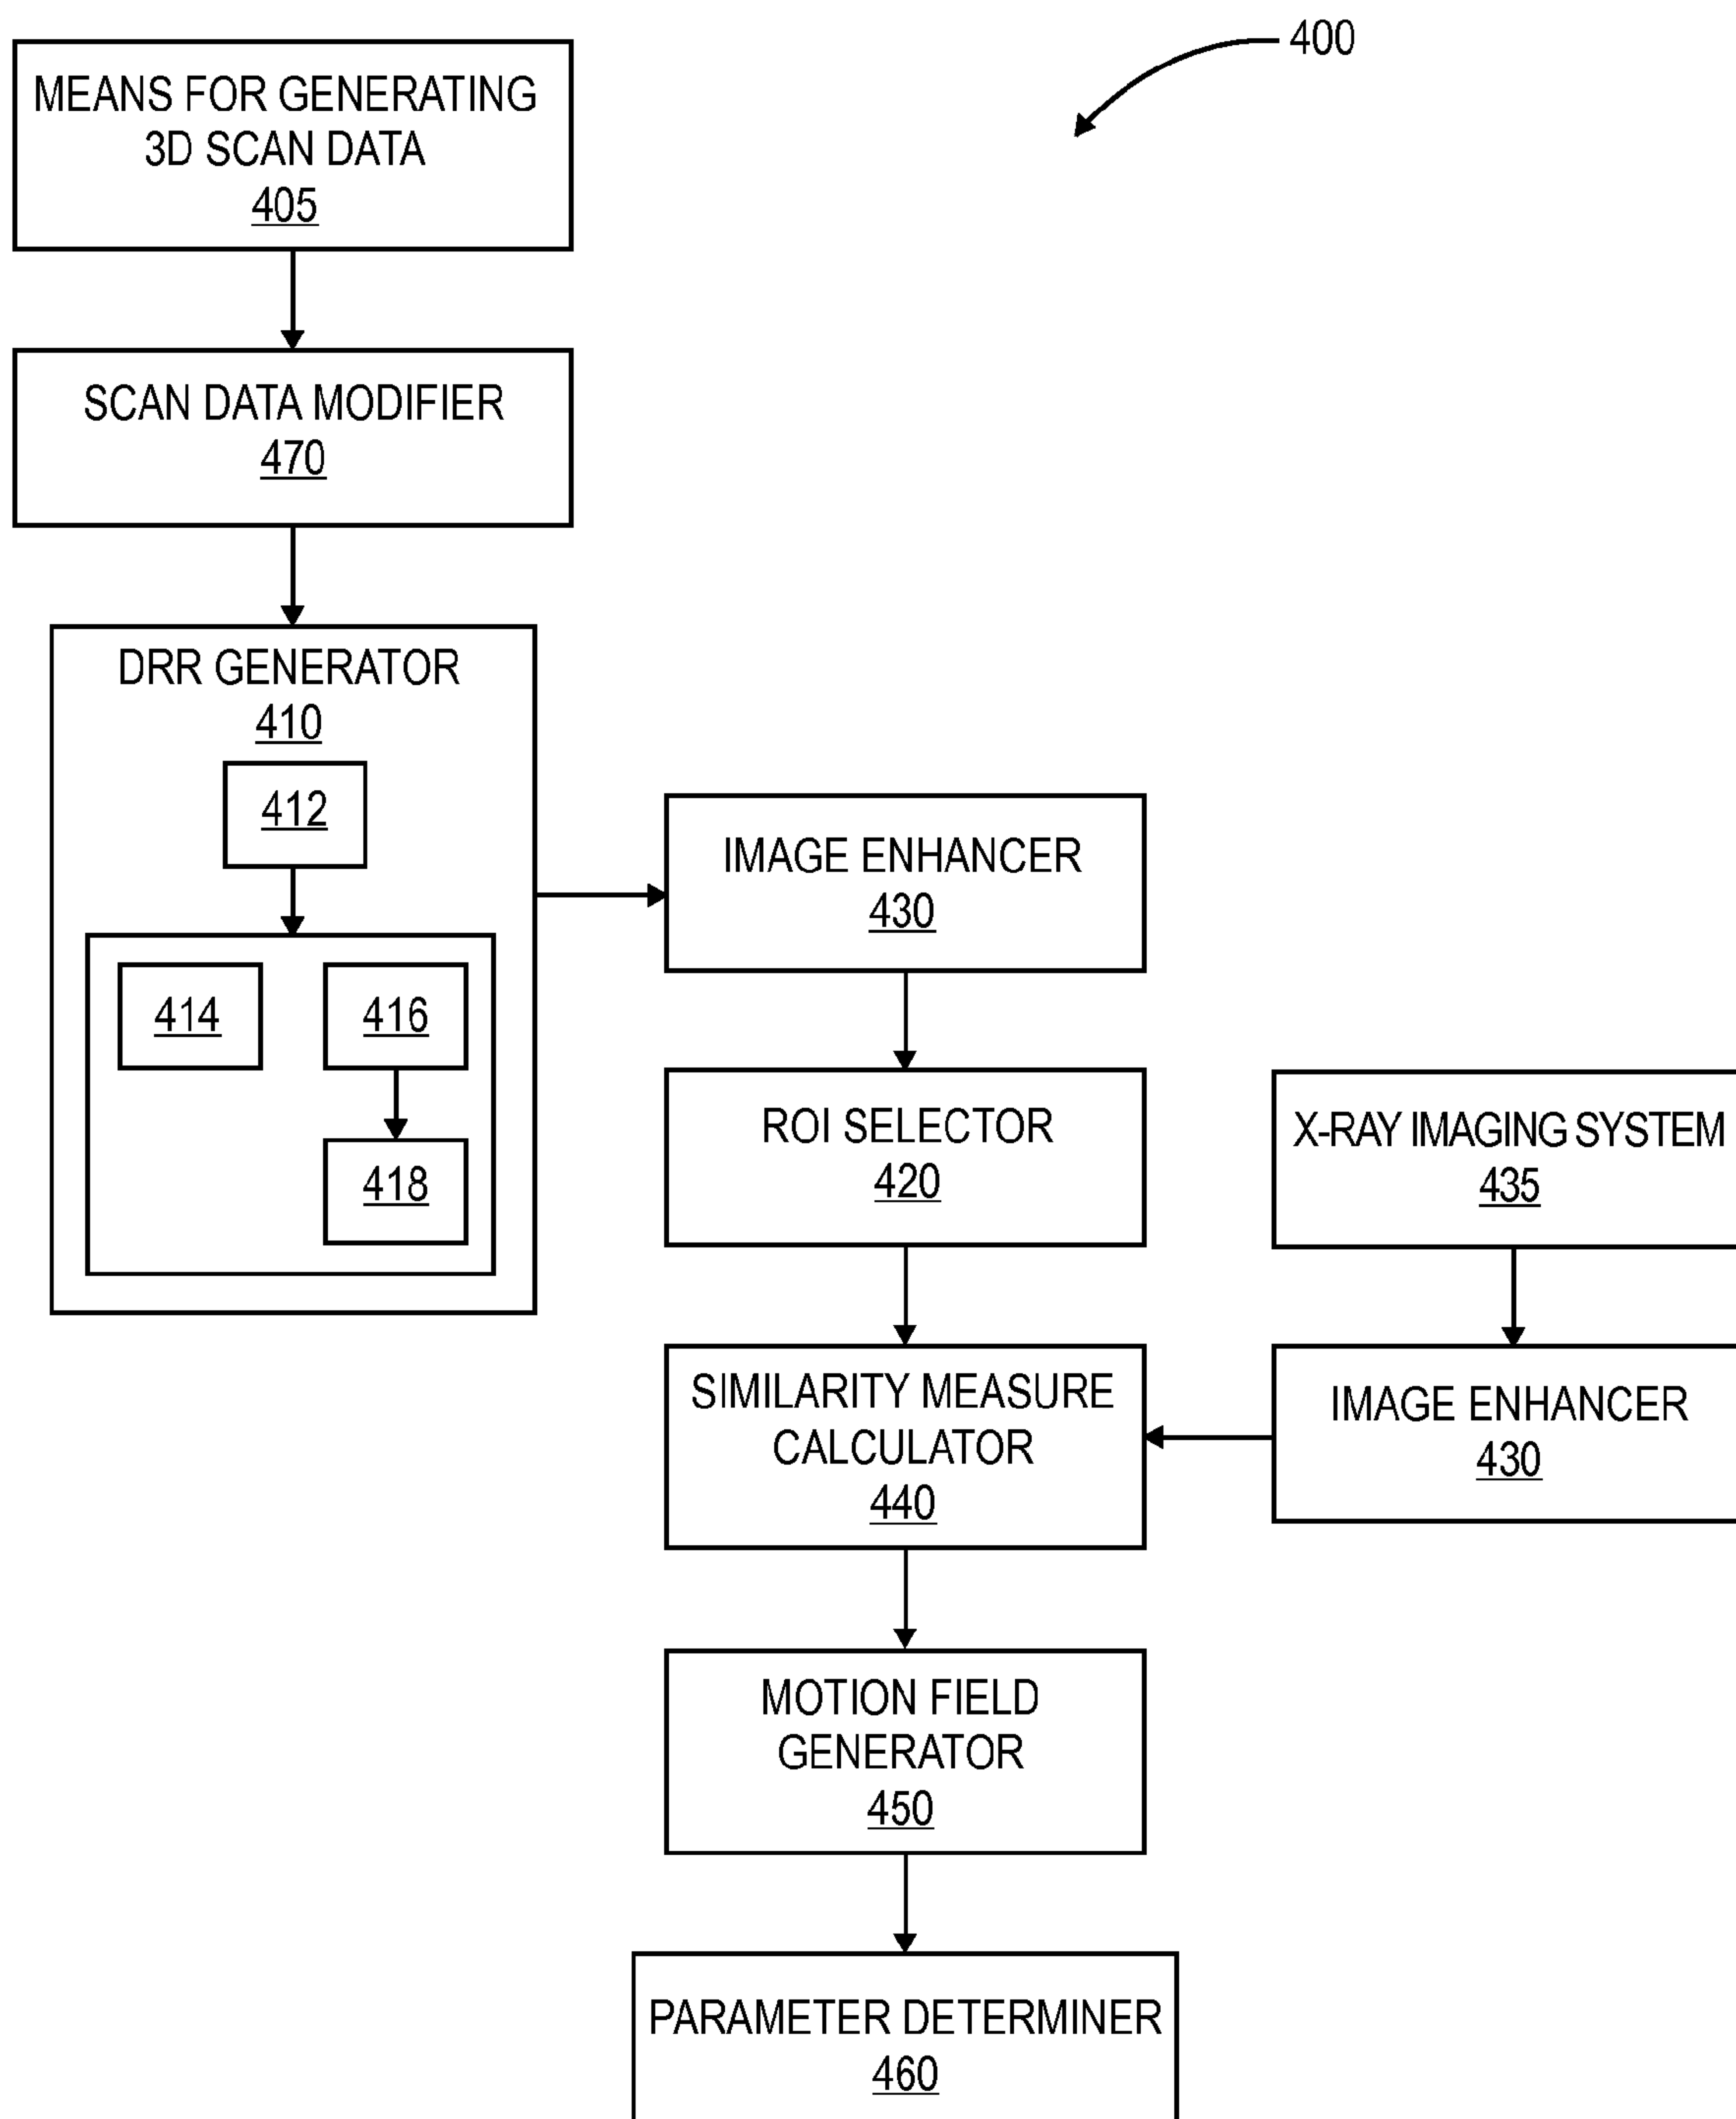 400
MEANS FOR GENERATING
3D SCAN DATA
405
SCAN DATA MODIFIER
470
DRR GENERATOR
410
412
414
416
418
IMAGE ENHANCER
430
ROI SELECTOR
420
X-RAY IMAGING SYSTEM
435
SIMILARITY MEASURE
CALCULATOR
440
IMAGE ENHANCER
430
MOTION FIELD
GENERATOR
450
PARAMETER DETERMINER
460